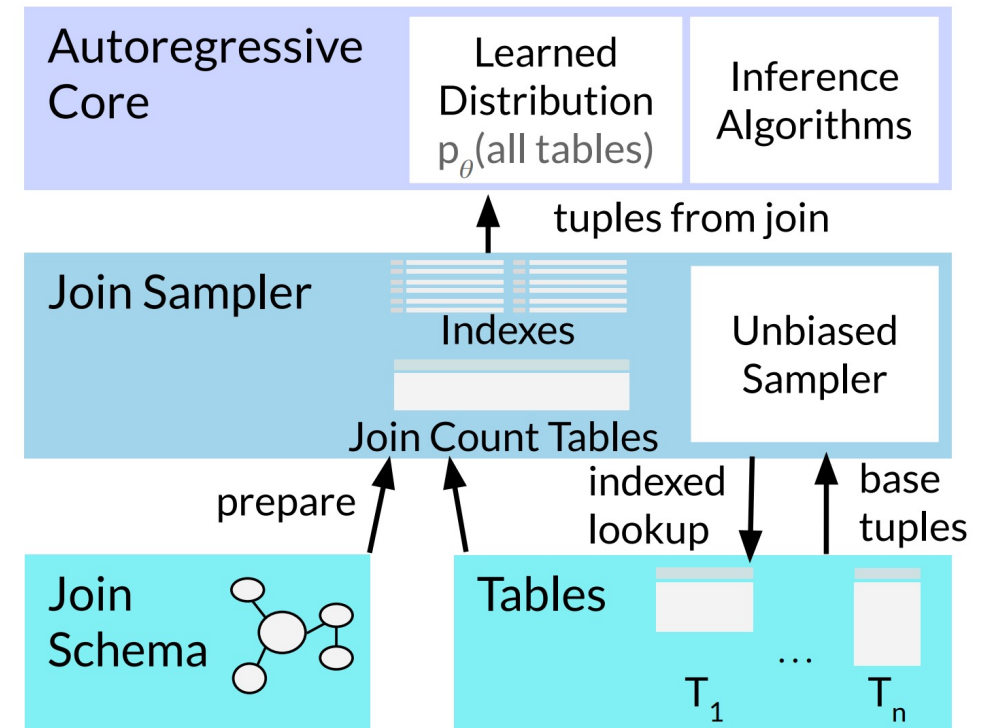 Autoregressive
Core
Learned
Distribution
pθ(all tables)
Inference
Algorithms
tuples from join
Join Sampler
Indexes
Join Count Tables
Unbiased
Sampler
prepare
indexed
lookup
base
tuples
Join
Schema
Tables
...
T1
Tn